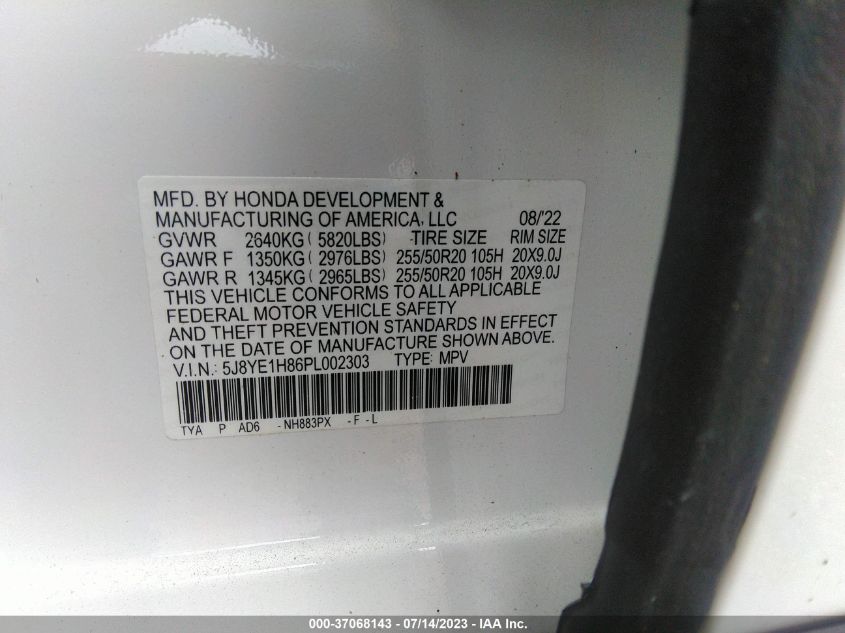 MFD. BY HONDA DEVELOPMENT &
MANUFACTURING OF AMERICA, LLC 08/'22
GVWR 2640KG ( 5820LBS) TIRE SIZE RIM SIZE
GAWR F 1350KG ( 2976LBS) 255/50R20 105H 20X9.0J
GAWR R 1345KG ( 2965LBS) 255/50R20 105H 20X9.0J
THIS VEHICLE CONFORMS TO ALL APPLICABLE
FEDERAL MOTOR VEHICLE SAFETY
AND THEFT PREVENTION STANDARDS IN EFFECT
ON THE DATE OF MANUFACTURE SHOWN ABOVE.
V.I.N.: 5J8YE1H86PL002303 TYPE: MPV
TYA P AD6 -NH883PX -F -L
000-37068143 - 07/14/2023 - IAA Inc.